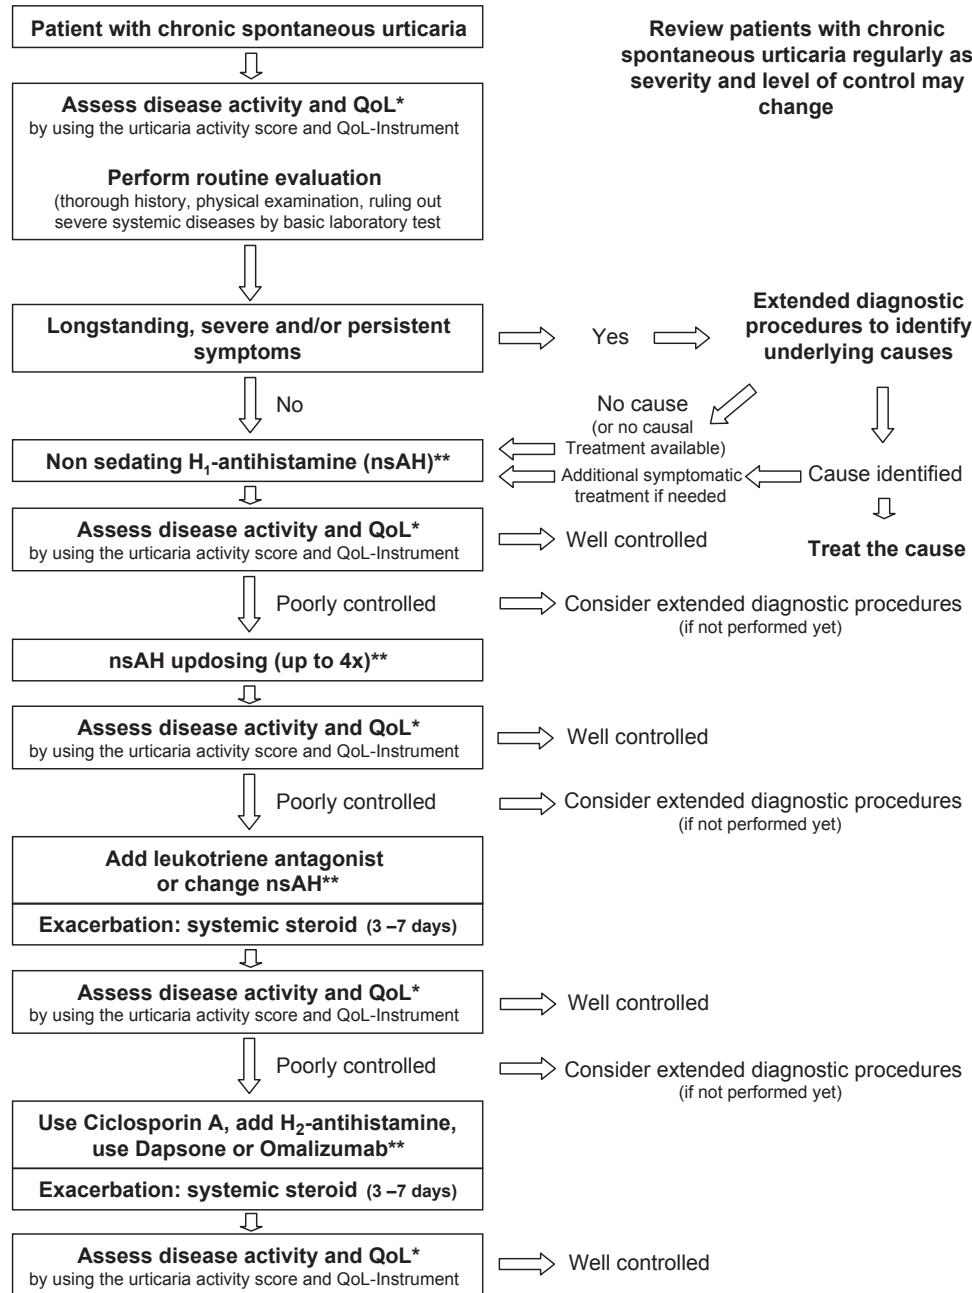 Patient with chronic spontaneous urticaria
Review patients with chronic
spontaneous urticaria regularly as
severity and level of control may
change
Assess disease activity and QoL*
by using the urticaria activity score and QoL-Instrument
Perform routine evaluation
(thorough history, physical examination, ruling out
severe systemic diseases by basic laboratory test
Longstanding, severe and/or persistent
symptoms
Yes
Extended diagnostic
procedures to identify
underlying causes
No
No cause
(or no causal
Treatment available)
Non sedating H₁-antihistamine (nsAH)**
Additional symptomatic
treatment if needed
Cause identified
Treat the cause
Assess disease activity and QoL*
by using the urticaria activity score and QoL-Instrument
Well controlled
Poorly controlled
Consider extended diagnostic procedures
(if not performed yet)
nsAH updosing (up to 4x)**
Assess disease activity and QoL*
by using the urticaria activity score and QoL-Instrument
Well controlled
Poorly controlled
Consider extended diagnostic procedures
(if not performed yet)
Add leukotriene antagonist
or change nsAH**
Exacerbation: systemic steroid (3 –7 days)
Assess disease activity and QoL*
by using the urticaria activity score and QoL-Instrument
Well controlled
Poorly controlled
Consider extended diagnostic procedures
(if not performed yet)
Use Ciclosporin A, add H₂-antihistamine,
use Dapsone or Omalizumab**
Exacerbation: systemic steroid (3 –7 days)
Assess disease activity and QoL*
by using the urticaria activity score and QoL-Instrument
Well controlled